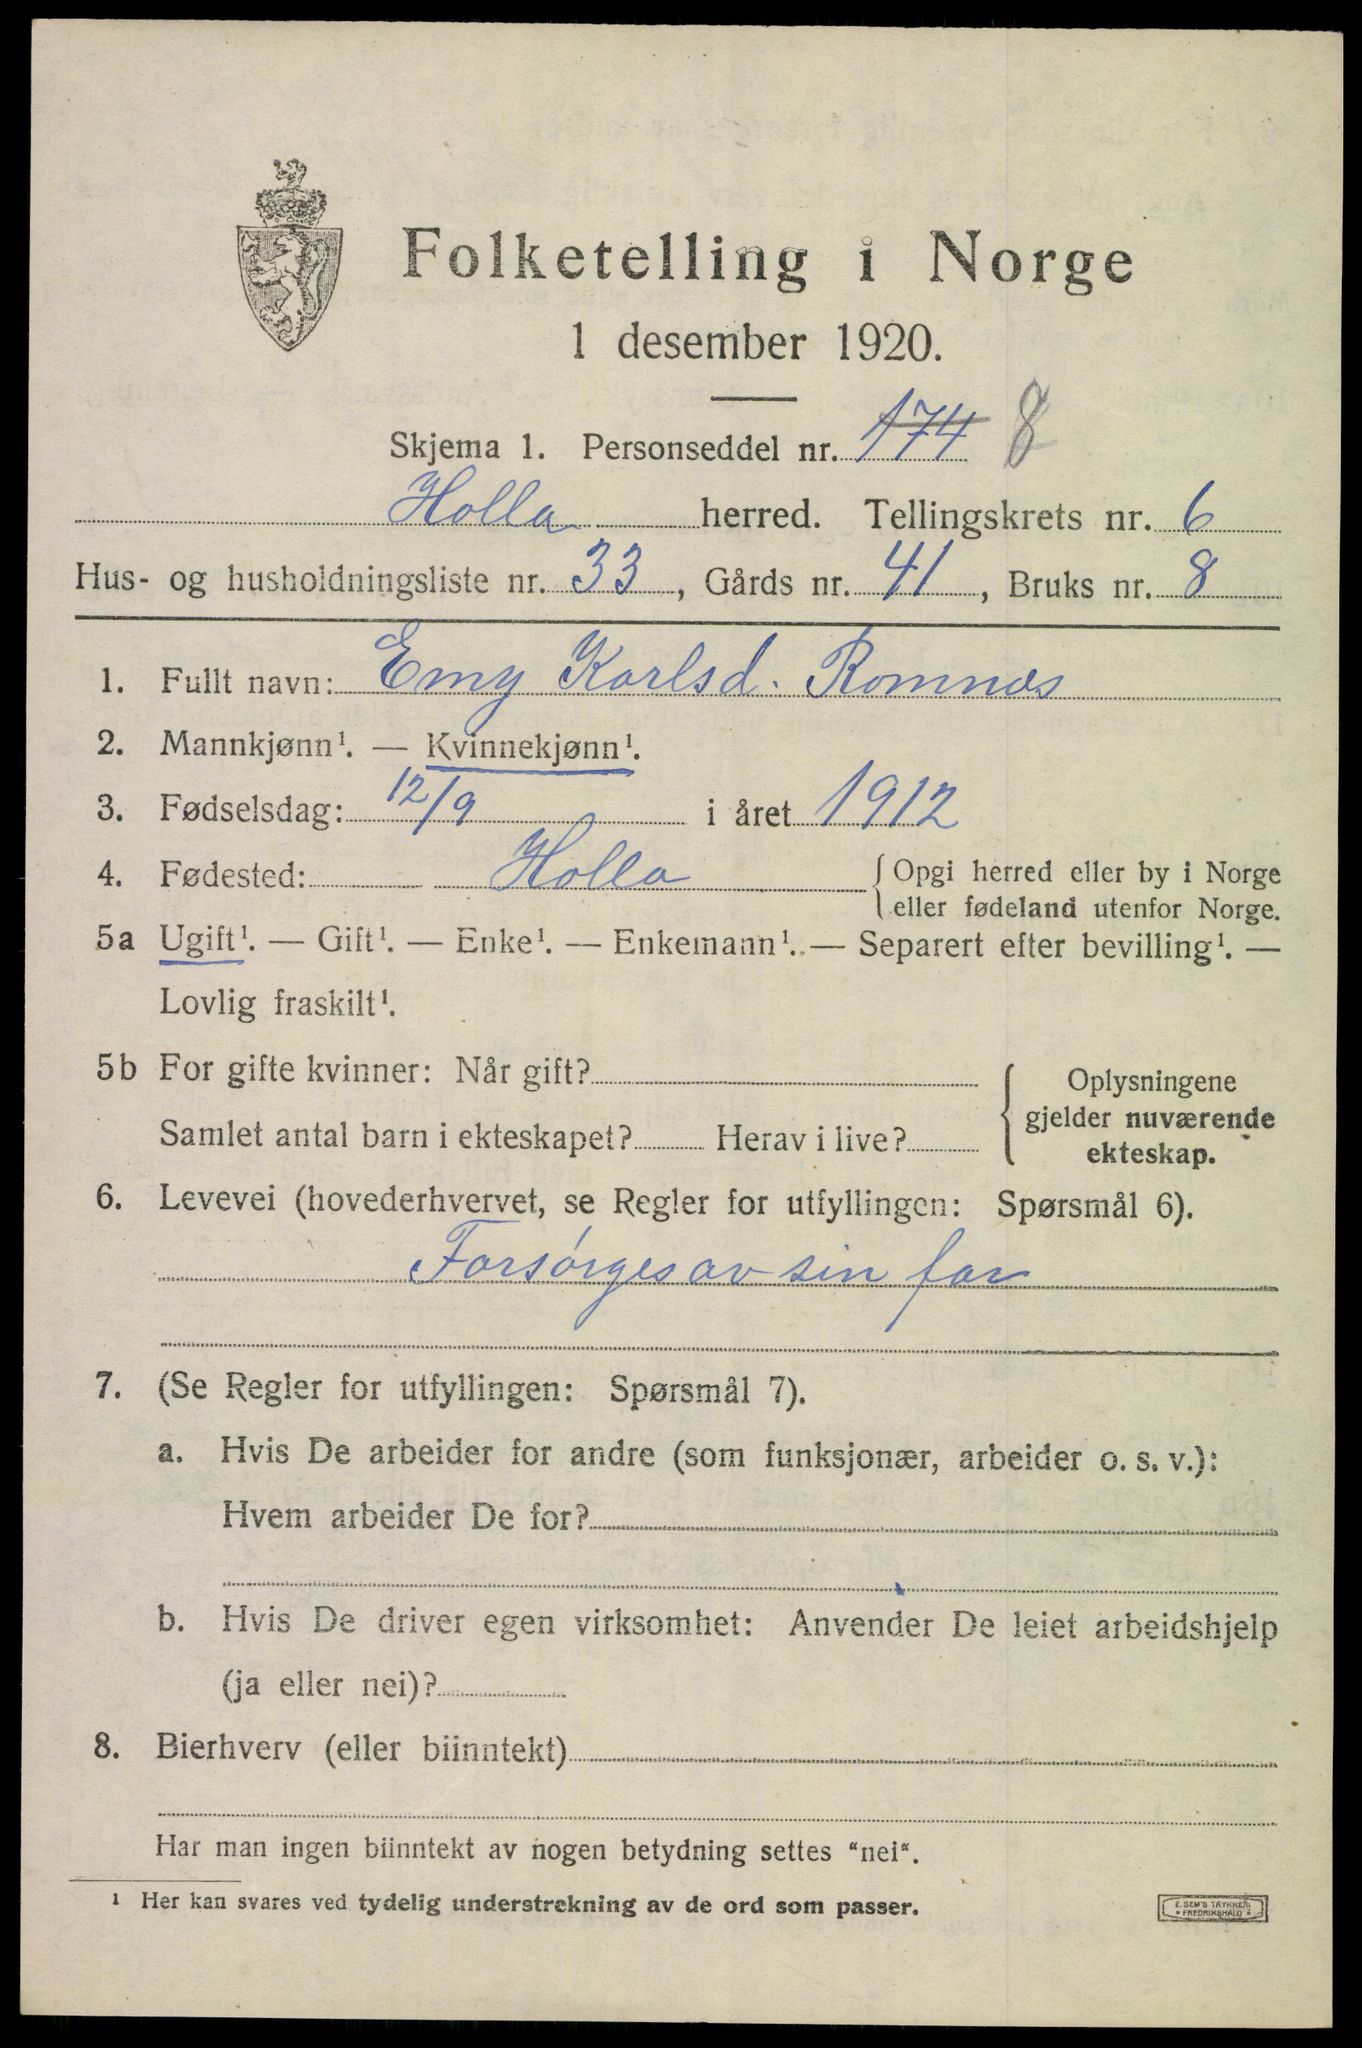 Folketelling i Norge
1 desember 1920.
Skjema 1. Personseddel nr. 174 8
Holla herred. Tellingskrets nr. 6
Hus- og husholdningsliste nr. 33, Gårds nr. 41, Bruks nr. 8
1. Fullt navn: Emy Karlsd. Romnæs
2. Mannkjønn¹. — Kvinnekjønn¹.
3. Fødselsdag: 12/9 i året 1912
4. Fødested: Holla { Opgi herred eller by i Norge
eller fødeland utenfor Norge.
5a Ugift¹. — Gift¹. — Enke¹. — Enkemann¹. — Separert efter bevilling¹. —
Lovlig fraskilt¹.
5b For gifte kvinner: Når gift?
Samlet antal barn i ekteskapet? Herav i live?
{ Oplysningene
gjelder nuværende
ekteskap.
6. Levevei (hovederhvervet, se Regler for utfyllingen: Spørsmål 6).
Forsørges av sin far
7. (Se Regler for utfyllingen: Spørsmål 7).
a. Hvis De arbeider for andre (som funksjonær, arbeider o. s. v.):
Hvem arbeider De for?
b. Hvis De driver egen virksomhet: Anvender De leiet arbeidshjelp
(ja eller nei)?
8. Bierhverv (eller biinntekt)
Har man ingen biinntekt av nogen betydning settes "nei".
¹ Her kan svares ved tydelig understrekning av de ord som passer.
E. SEM'S TRYKKERI
* FREDRIKSHALD *